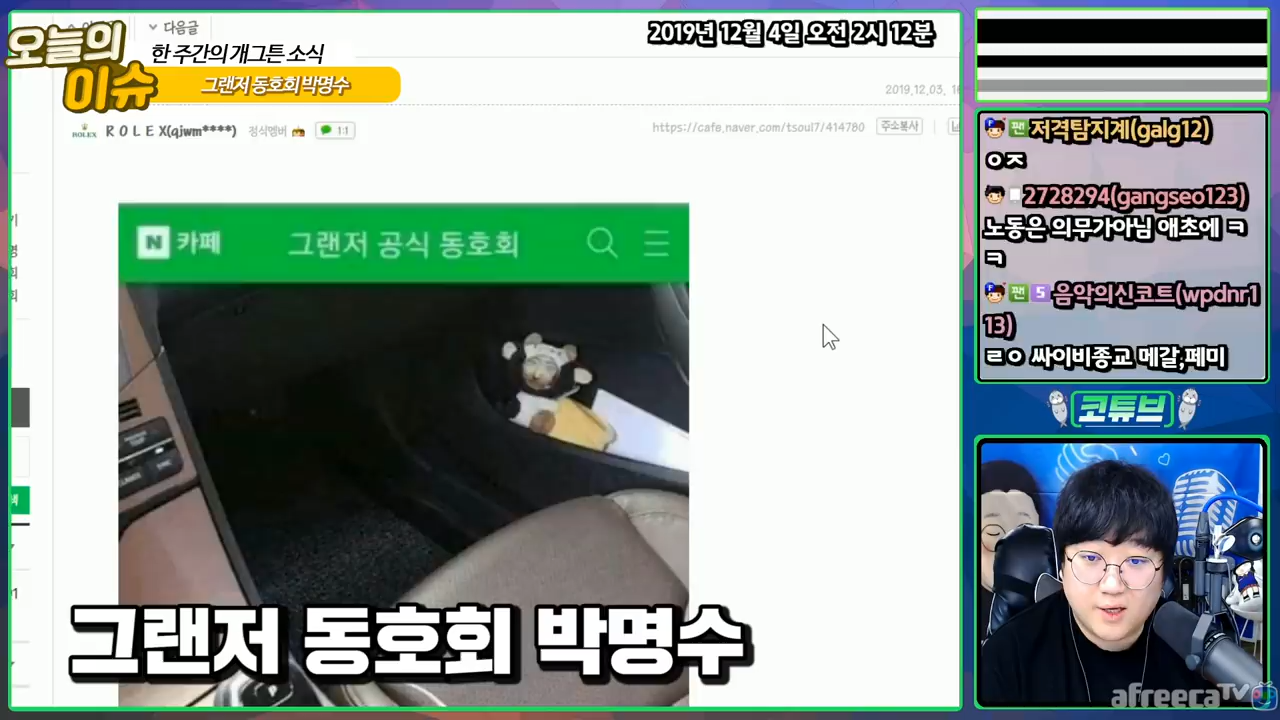 다음글
2019년 12월 4일 오전 2시 12분
오늘의
이슈
한 주간의 개그튼 소식
그랜저 동호회 박명수
2019.12.03. 1
ROLEX
R O L E X(qjwm****)
정식멤버
1:1
https://cafe.naver.com/tsoul7/414780
주소복사
N 카페
그랜저 공식 동호회
그랜저 동호회 박명수
팬 저격탐지계(galg12)
ㅇㅈ
2728294(gangseo123)
노동은 의무가아님 애초에 ㅋ
ㅋ
팬 5 음악의신코트(wpdnr1
13)
ㄹㅇ 싸이비종교 메갈,페미
코튜브
afreecaTV